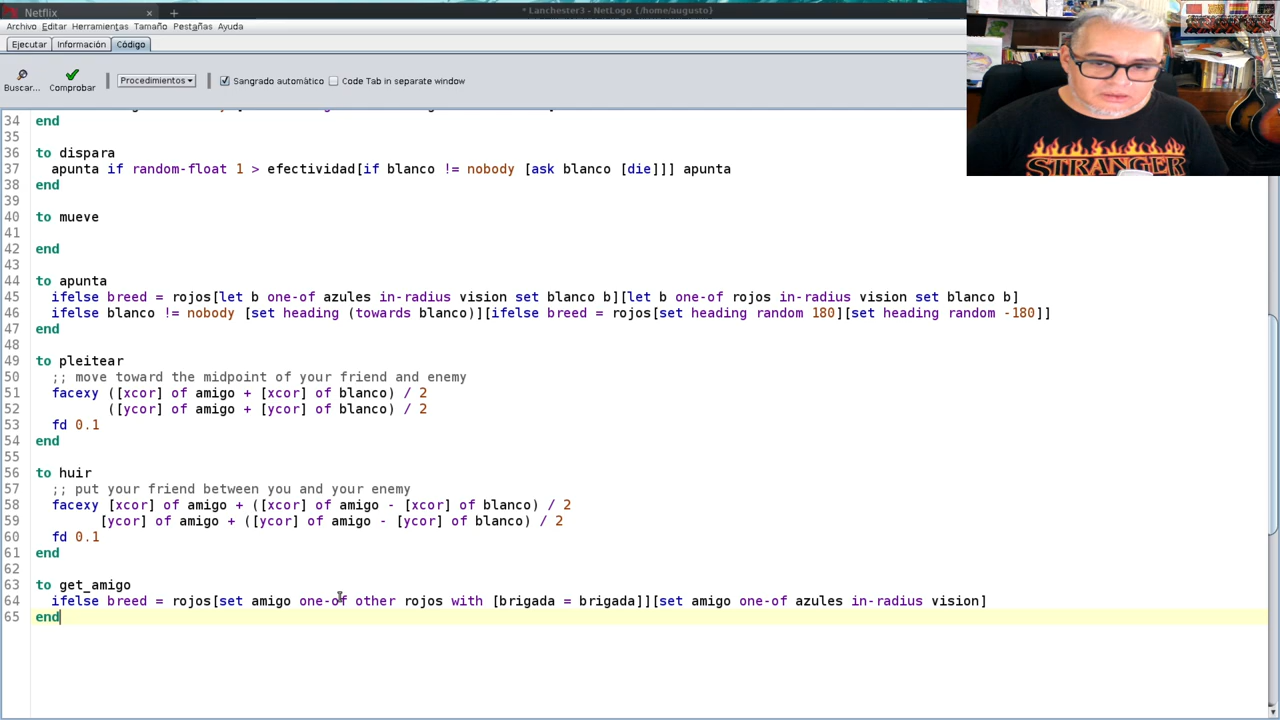 Netflix × +
* Lanchester3 - NetLogo {/home/augusto}
Archivo Editar Herramientas Tamaño Pestañas Ayuda
Ejecutar Información Código
Buscar... Comprobar Procedimientos Sangrado automático Code Tab in separate window
34 end
35
36 to dispara
37 apunta if random-float 1 > efectividad[if blanco != nobody [ask blanco [die]]] apunta
38 end
39
40 to mueve
41
42 end
43
44 to apunta
45 ifelse breed = rojos[let b one-of azules in-radius vision set blanco b][let b one-of rojos in-radius vision set blanco b]
46 ifelse blanco != nobody [set heading (towards blanco)][ifelse breed = rojos[set heading random 180][set heading random -180]]
47 end
48
49 to pleitear
50 ;; move toward the midpoint of your friend and enemy
51 facexy ([xcor] of amigo + [xcor] of blanco) / 2
52 ([ycor] of amigo + [ycor] of blanco) / 2
53 fd 0.1
54 end
55
56 to huir
57 ;; put your friend between you and your enemy
58 facexy [xcor] of amigo + ([xcor] of amigo - [xcor] of blanco) / 2
59 [ycor] of amigo + ([ycor] of amigo - [ycor] of blanco) / 2
60 fd 0.1
61 end
62
63 to get_amigo
64 ifelse breed = rojos[set amigo one-of other rojos with [brigada = brigada]][set amigo one-of azules in-radius vision]
65 end
STRANGER